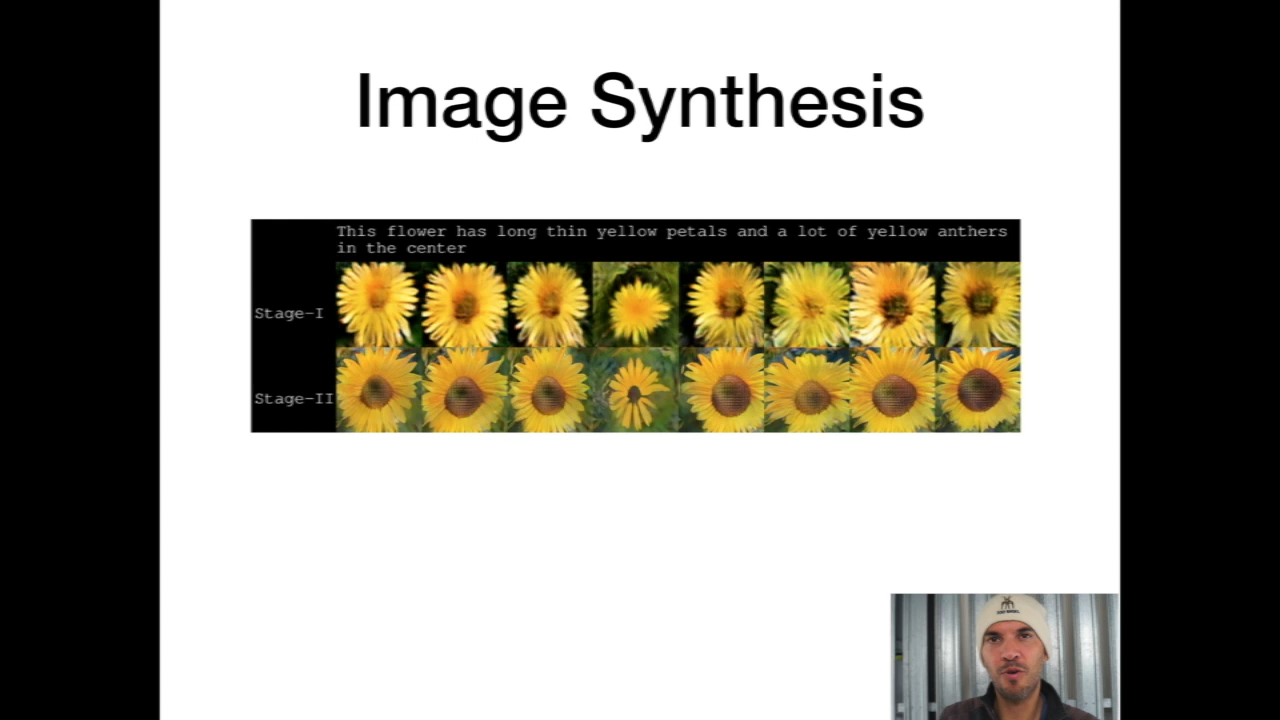 Image Synthesis
This flower has long thin yellow petals and a lot of yellow anthers
in the center
Stage-I
Stage-II